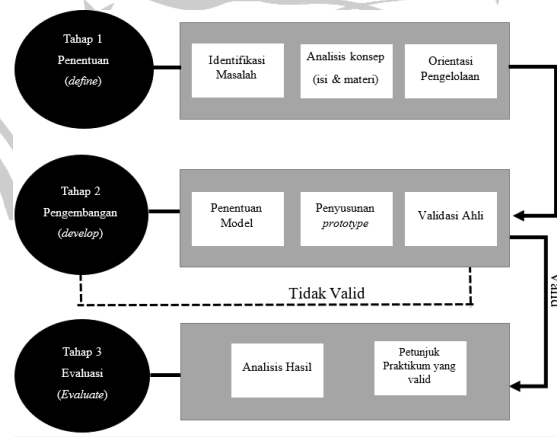 Tahap 1
Penentuan
(define)
Identifikasi
Masalah
Analisis konsep
(isi & materi)
Orientasi
Pengelolaan
Tahap 2
Pengembangan
(develop)
Penentuan
Model
Penyusunan
prototype
Validasi Ahli
Tidak Valid
Valid
Tahap 3
Evaluasi
(Evaluate)
Analisis Hasil
Petunjuk
Praktikum yang
valid